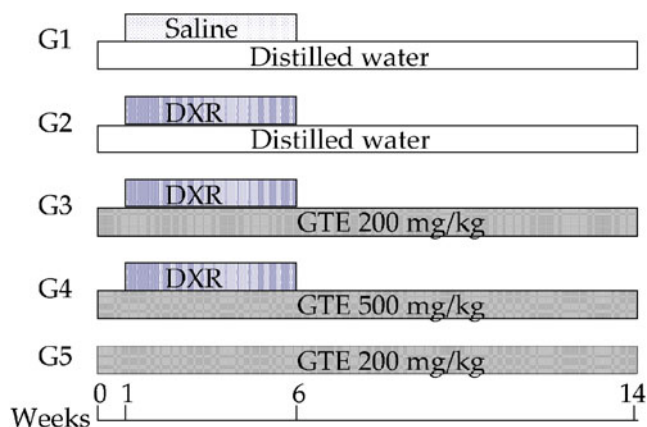 Saline
G1
Distilled water
DXR
G2
Distilled water
DXR
G3
GTE 200 mg/kg
DXR
G4
GTE 500 mg/kg
G5
GTE 200 mg/kg
0 1 6 14
Weeks